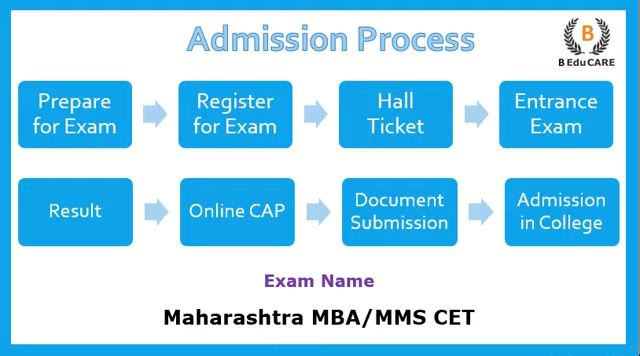 Admission Process
B
B EduCARE
Prepare
for Exam
Register
for Exam
Hall
Ticket
Entrance
Exam
Result
Online CAP
Document
Submission
Admission
in College
Exam Name
Maharashtra MBA/MMS CET